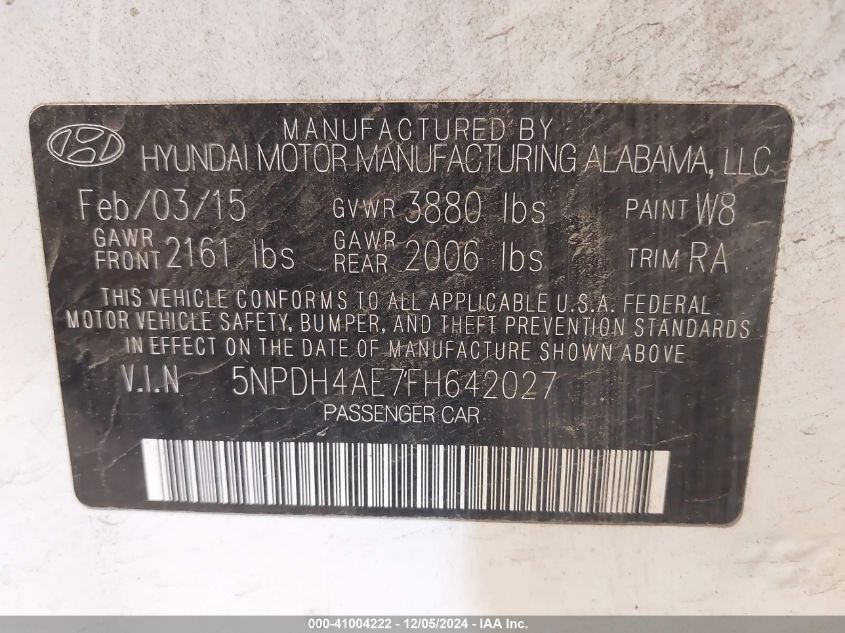 MANUFACTURED BY
HYUNDAI MOTOR MANUFACTURING ALABAMA, LLC
Feb/03/15 GVWR 3880 lbs PAINT W8
GAWR FRONT 2161 lbs GAWR REAR 2006 lbs TRIM RA
THIS VEHICLE CONFORMS TO ALL APPLICABLE U.S.A. FEDERAL
MOTOR VEHICLE SAFETY, BUMPER, AND THEFT PREVENTION STANDARDS
IN EFFECT ON THE DATE OF MANUFACTURE SHOWN ABOVE
V.I.N 5NPDH4AE7FH642027
PASSENGER CAR
000-41004222 - 12/05/2024 - IAA Inc.